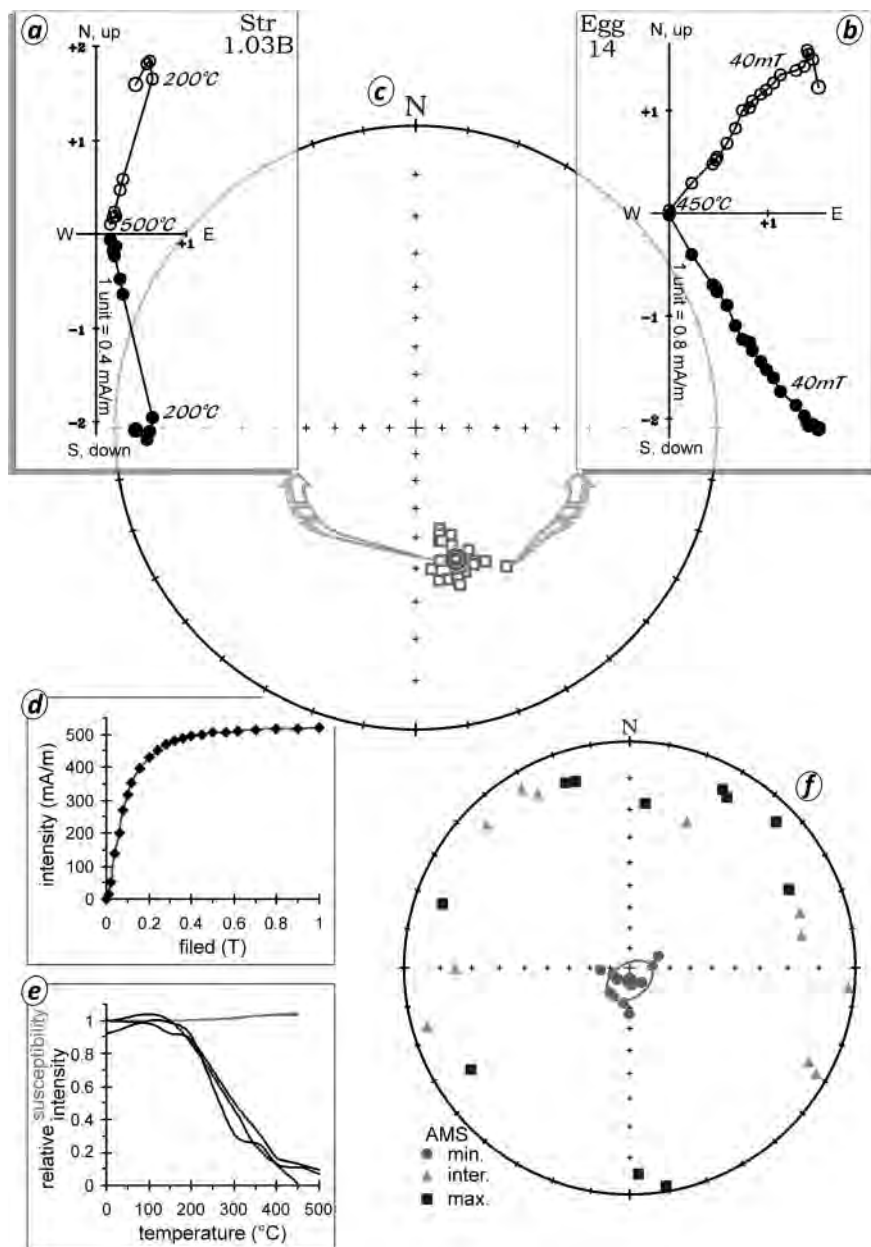 a
N, up
+2
Str
1.03B
200°C
+1
500°C
W
E
+1
1 unit = 0.4 mA/m
-1
200°C
-2
S, down
c
N
Egg
14
b
N, up
40mT
+1
450°C
W
E
+1
1 unit = 0.8 mA/m
-1
40mT
-2
S, down
d
500
400
300
200
100
0
intensity (mA/m)
0 0.2 0.4 0.6 0.8 1
filed (T)
e
1
0.8
0.6
0.4
0.2
0
susceptibility
relative intensity
0 100 200 300 400 500
temperature (°C)
N
f
AMS
min.
inter.
max.